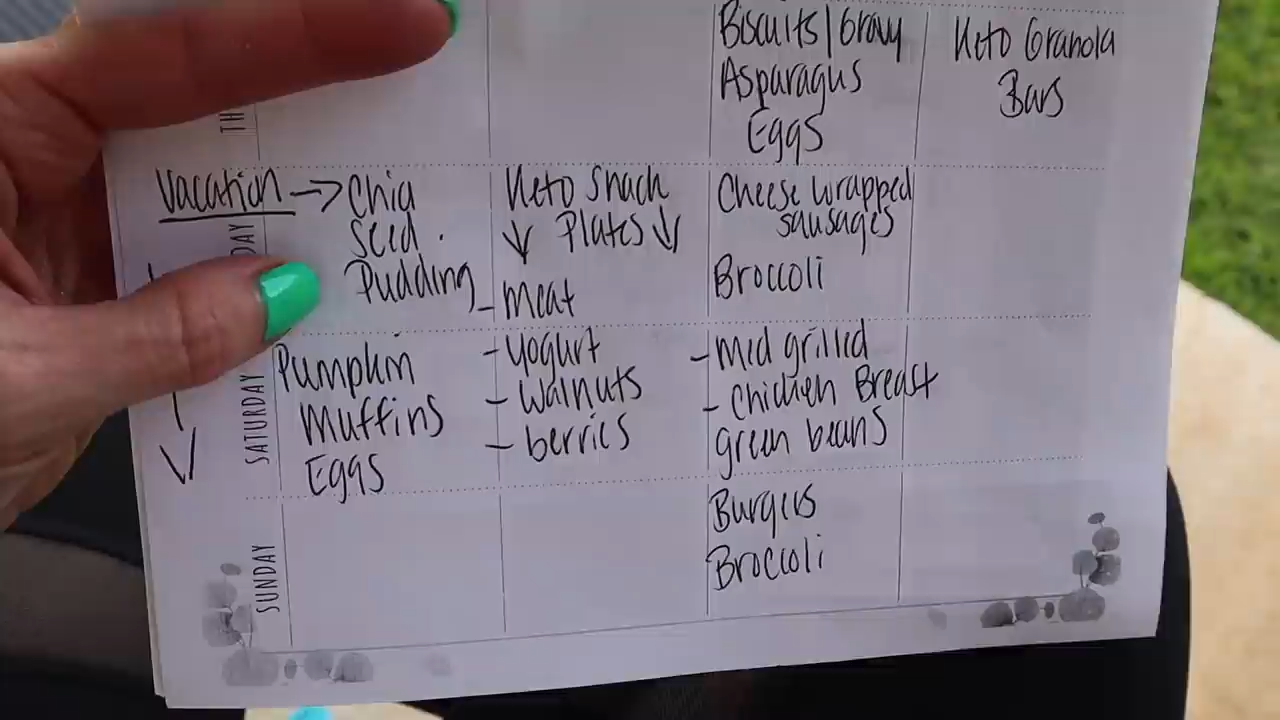 TH
Biscuits/Gravy
Asparagus
Eggs
Keto Granola
Bars
DAY
Vacation → Chia
Seed.
Pudding
Keto Snack
↓ Plates ↓
- Meat
Cheese Wrapped
Sausages
Broccoli
SATURDAY
Pumpkin
Muffins
Eggs
- Yogurt
- Walnuts
- berries
- Med grilled
- Chicken Breast
green beans
SUNDAY
Burgers
Broccoli